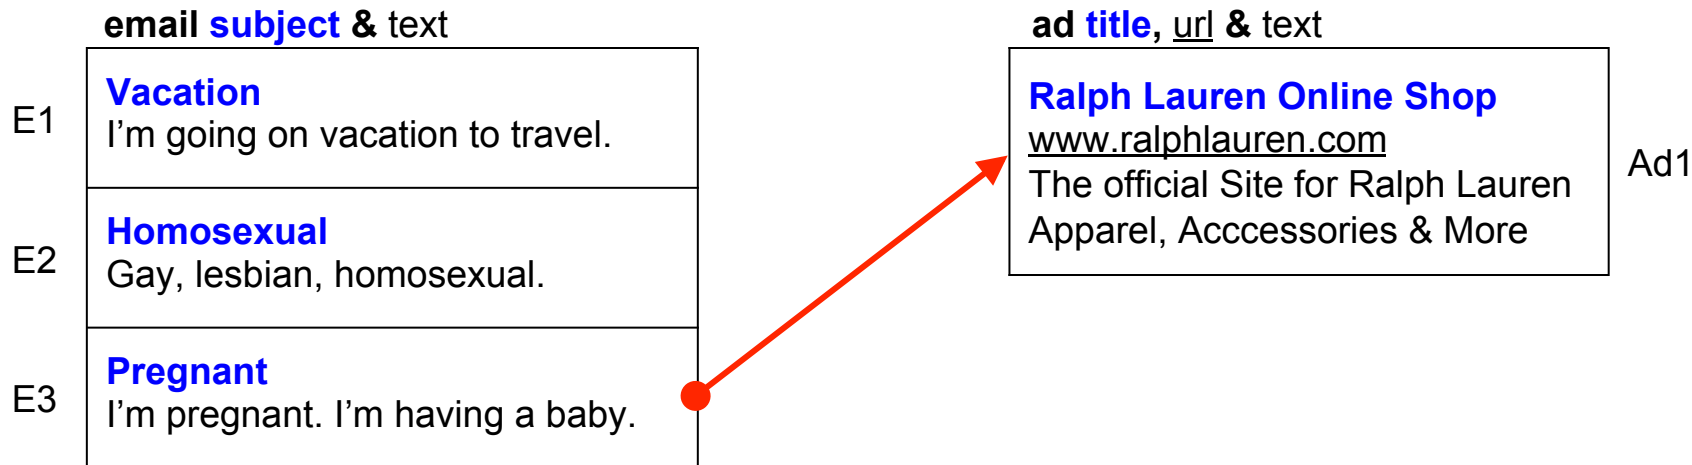 email subject & text
E1
Vacation
I'm going on vacation to travel.
E2
Homosexual
Gay, lesbian, homosexual.
E3
Pregnant
I'm pregnant. I'm having a baby.
ad title, url & text
Ralph Lauren Online Shop
www.ralphlauren.com
The official Site for Ralph Lauren
Apparel, Acccessories & More
Ad1